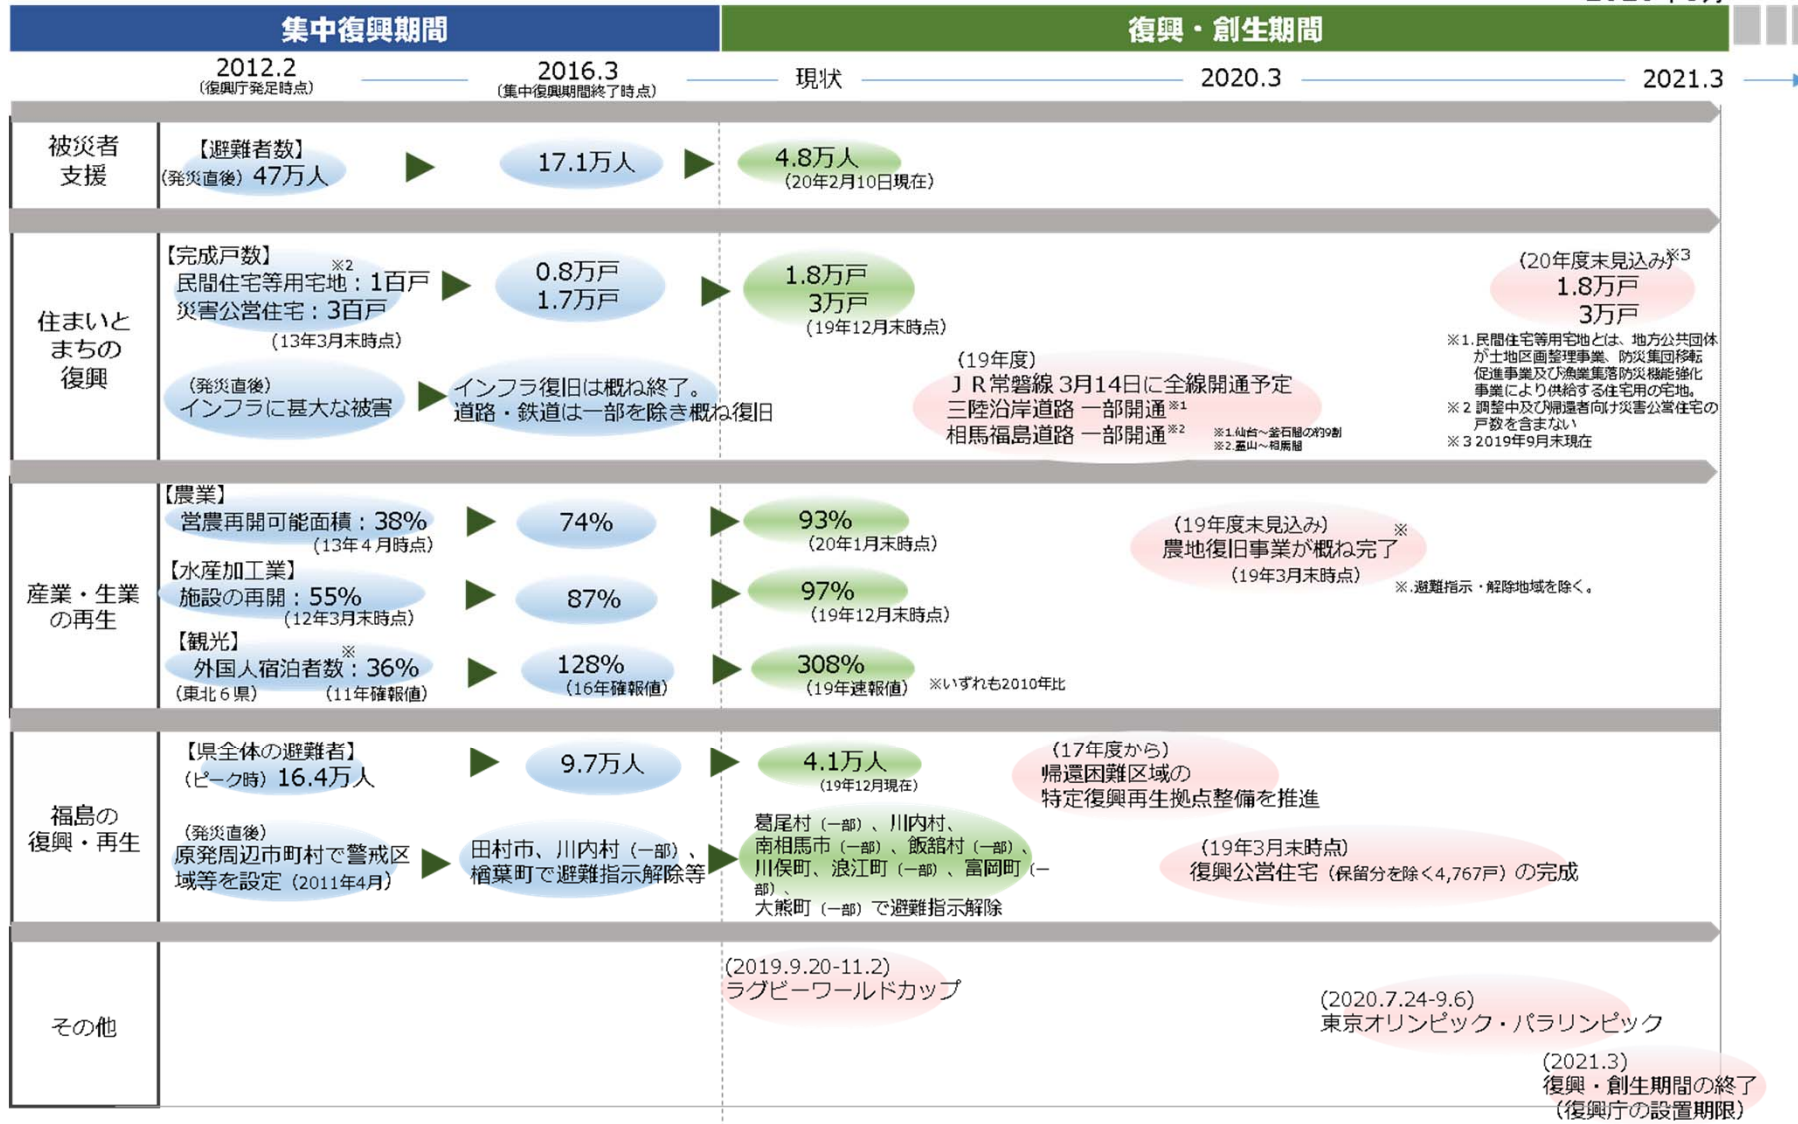 集中復興期間
復興・創生期間
2012.2
(復興庁発足時点)
2016.3
(集中復興期間終了時点)
現状
2020.3
2021.3
被災者
支援
【避難者数】
(発災直後) 47万人
17.1万人
4.8万人
(20年2月10日現在)
住まいと
まちの
復興
【完成戸数】
※2
民間住宅等用宅地：1百戸
災害公営住宅：3百戸
(13年3月末時点)
0.8万戸
1.7万戸
1.8万戸
3万戸
(19年12月末時点)
(20年度末見込み)※3
1.8万戸
3万戸
※1.民間住宅等用宅地とは、地方公共団体
が土地区画整理事業、防災集団移転
促進事業及び漁業集落防災機能強化
事業により供給する住宅用の宅地。
※2 調整中及び帰還者向け災害公営住宅の
戸数を含まない
※3 2019年9月末現在
(発災直後)
インフラに甚大な被害
インフラ復旧は概ね終了。
道路・鉄道は一部を除き概ね復旧
(19年度)
ＪＲ常磐線 3月14日に全線開通予定
三陸沿岸道路 一部開通※1
相馬福島道路 一部開通※2
※1.仙台～釜石間の約9割
※2.霊山～相馬間
産業・生業
の再生
【農業】
営農再開可能面積：38%
(13年４月時点)
74%
93%
(20年1月末時点)
(19年度末見込み)
※
農地復旧事業が概ね完了
(19年3月末時点)
※.避難指示・解除地域を除く。
【水産加工業】
施設の再開：55%
(12年3月末時点)
87%
97%
(19年12月末時点)
【観光】
※
外国人宿泊者数：36%
(東北６県)
(11年確報値)
128%
(16年確報値)
308%
(19年速報値)
※いずれも2010年比
福島の
復興・再生
【県全体の避難者】
(ピーク時) 16.4万人
9.7万人
4.1万人
(19年12月現在)
(17年度から)
帰還困難区域の
特定復興再生拠点整備を推進
(発災直後)
原発周辺市町村で警戒区
域等を設定 (2011年4月)
田村市、川内村 (一部) 、
楢葉町で避難指示解除等
葛尾村 (一部) 、川内村、
南相馬市 (一部) 、飯舘村 (一部) 、
川俣町、浪江町 (一部) 、富岡町 (一
部) 、
大熊町 (一部) で避難指示解除
(19年3月末時点)
復興公営住宅 (保留分を除く4,767戸) の完成
その他
(2019.9.20-11.2)
ラグビーワールドカップ
(2020.7.24-9.6)
東京オリンピック・パラリンピック
(2021.3)
復興・創生期間の終了
(復興庁の設置期限)